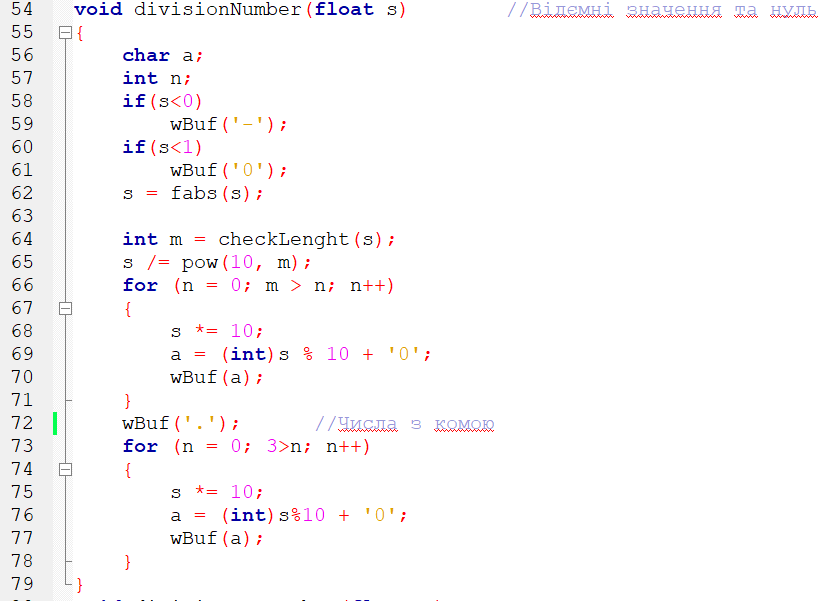 54 void divisionNumber(float s) //Відємні значення та нуль
55 {
56 char a;
57 int n;
58 if(s<0)
59 wBuf('-');
60 if(s<1)
61 wBuf('0');
62 s = fabs(s);
63
64 int m = checkLenght(s);
65 s /= pow(10, m);
66 for (n = 0; m > n; n++)
67 {
68 s *= 10;
69 a = (int)s % 10 + '0';
70 wBuf(a);
71 }
72 wBuf('.'); //Числа з комою
73 for (n = 0; 3>n; n++)
74 {
75 s *= 10;
76 a = (int)s%10 + '0';
77 wBuf(a);
78 }
79 }